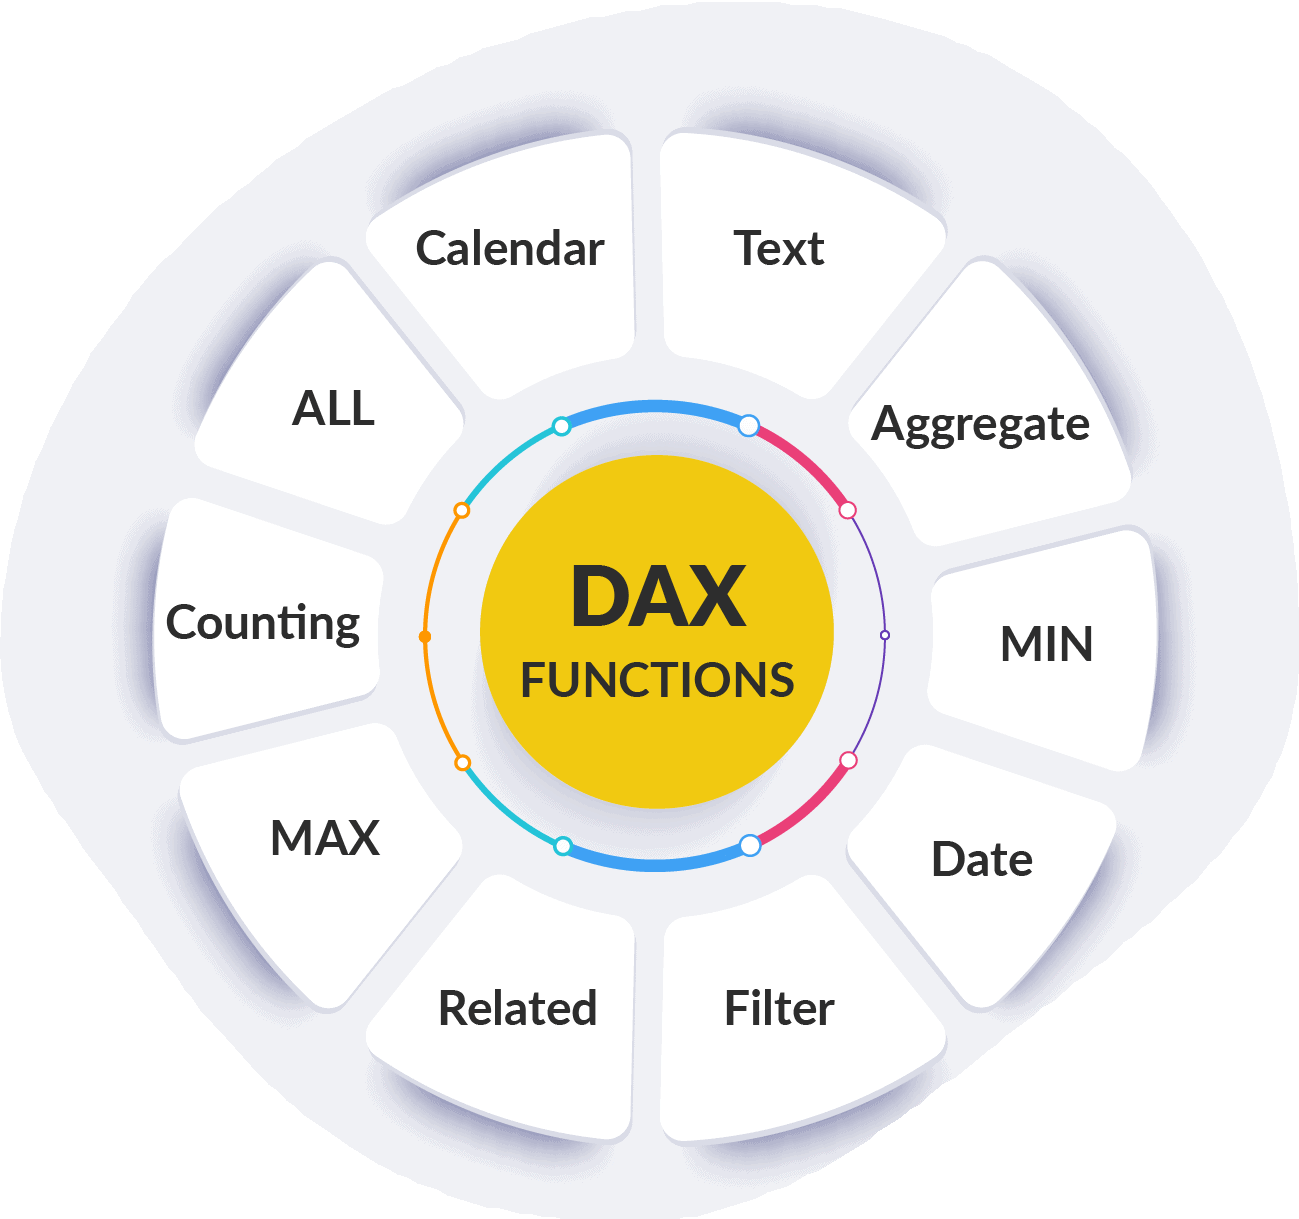 Calendar
Text
ALL
Aggregate
Counting
DAX
FUNCTIONS
MIN
MAX
Date
Related
Filter